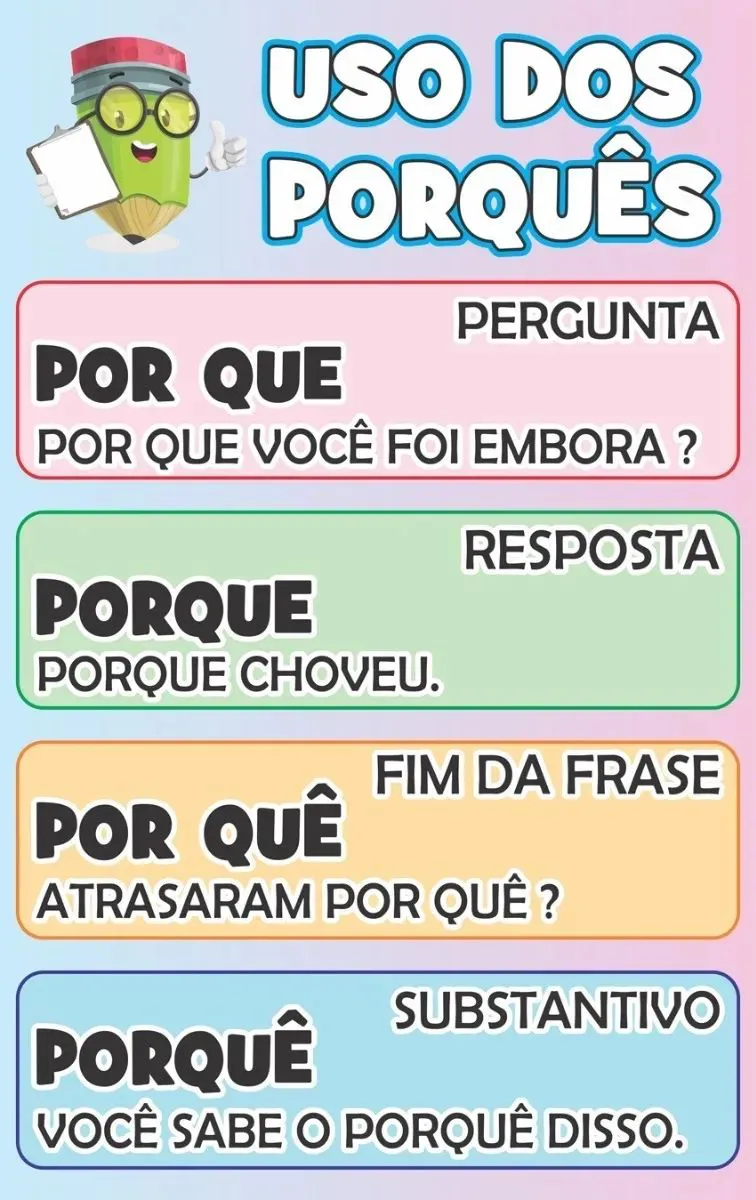 USO DOS
PORQUÊS
PERGUNTA
POR QUE
POR QUE VOCÊ FOI EMBORA ?
RESPOSTA
PORQUE
PORQUE CHOVEU.
FIM DA FRASE
POR QUÊ
ATRASARAM POR QUÊ ?
SUBSTANTIVO
PORQUÊ
VOCÊ SABE O PORQUÊ DISSO.